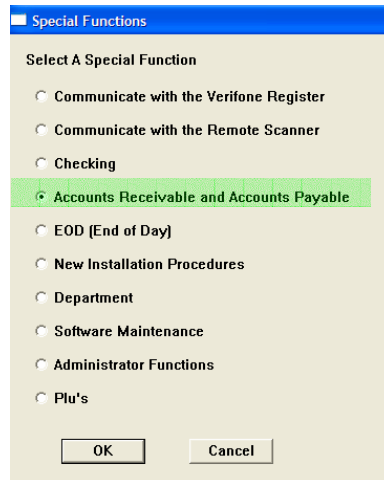 Special Functions
Select A Special Function
Communicate with the Verifone Register
Communicate with the Remote Scanner
Checking
Accounts Receivable and Accounts Payable
EOD (End of Day)
New Installation Procedures
Department
Software Maintenance
Administrator Functions
Plu's
OK Cancel